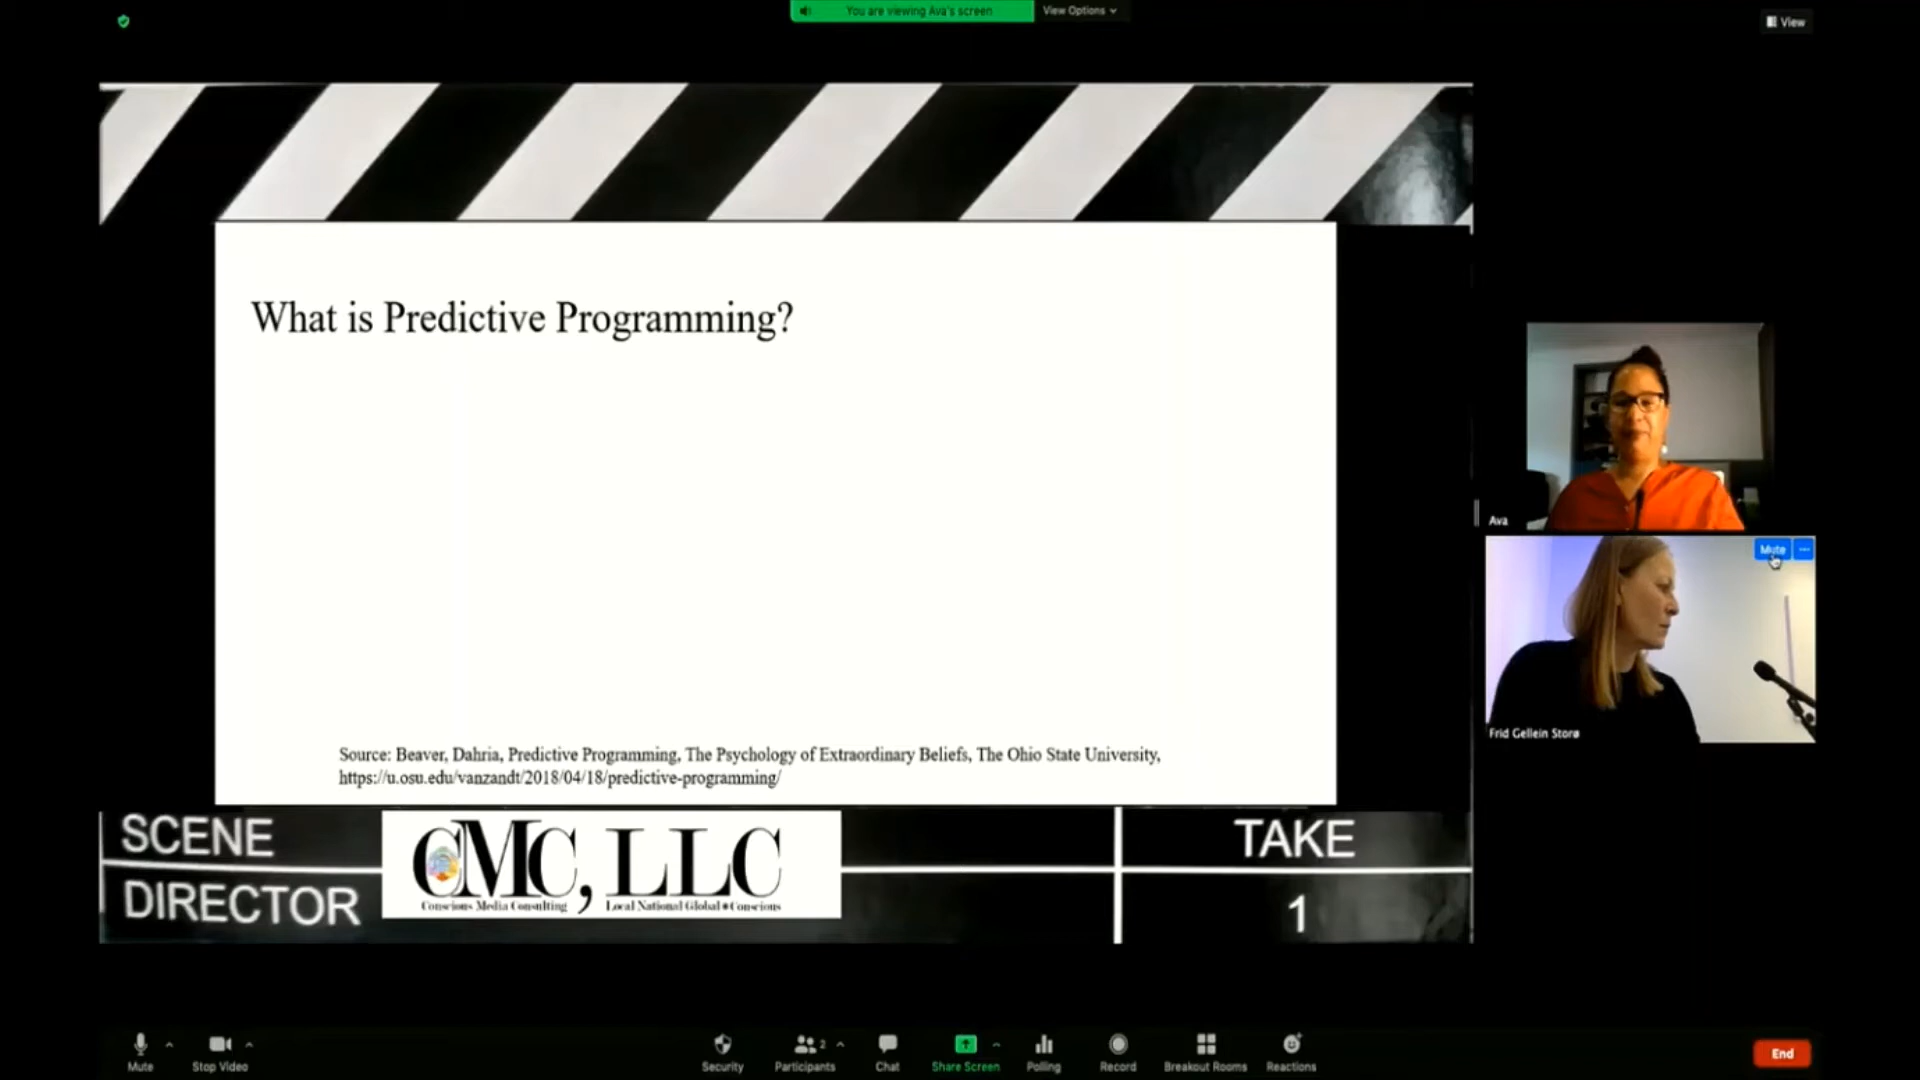 You are viewing Ava's screen
View Options
View
What is Predictive Programming?
Source: Beaver, Dahria, Predictive Programming, The Psychology of Extraordinary Beliefs, The Ohio State University,
https://u.osu.edu/vanzandt/2018/04/18/predictive-programming/
Ava
Mute
Frid Gellein Storø
SCENE
DIRECTOR
CMC, LLC
Conscious Media Consulting
Local National Global Conscious
TAKE
1
Mute
Stop Video
Security
Participants
2
Chat
Share Screen
Polling
Record
Breakout Rooms
Reactions
End